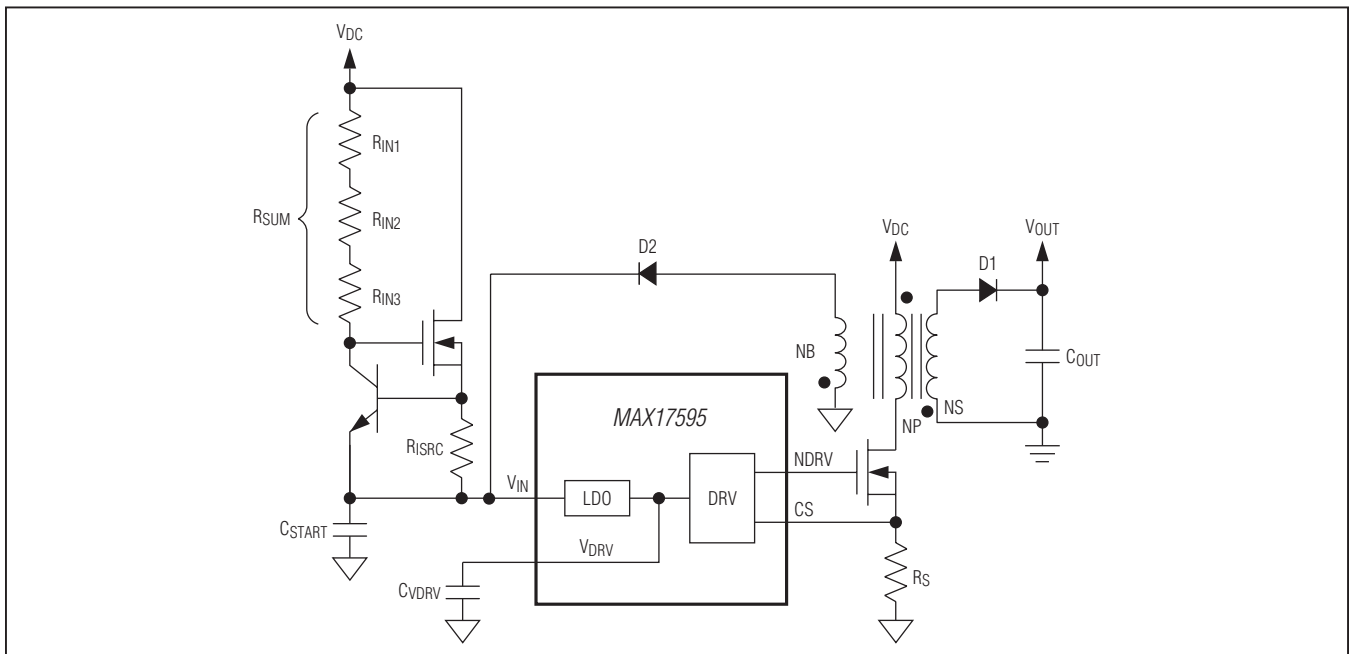 VDC
RIN1
RSUM
RIN2
RIN3
D2
VDC
VOUT
D1
NB
COUT
MAX17595
NP
NS
RISRC
VIN
LDO
DRV
NDRV
CS
CSTART
VDRV
CVDRV
RS